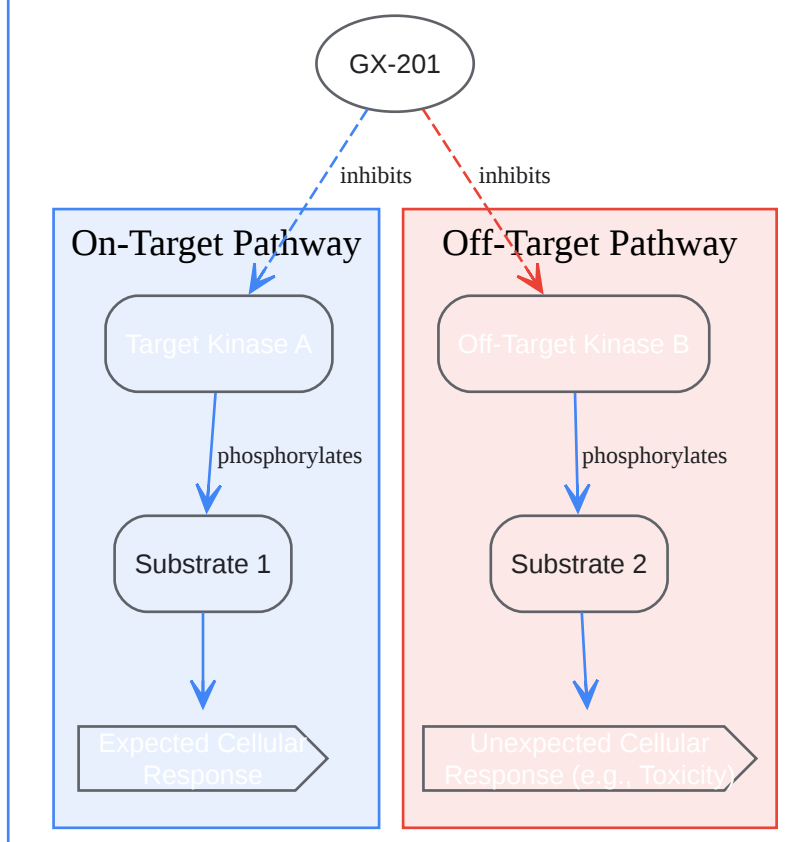 GX-201
inhibits
inhibits
On-Target Pathway
Target Kinase A
phosphorylates
Substrate 1
Expected Cellular
Response
Off-Target Pathway
Off-Target Kinase B
phosphorylates
Substrate 2
Unexpected Cellular
Response (e.g., Toxicity)